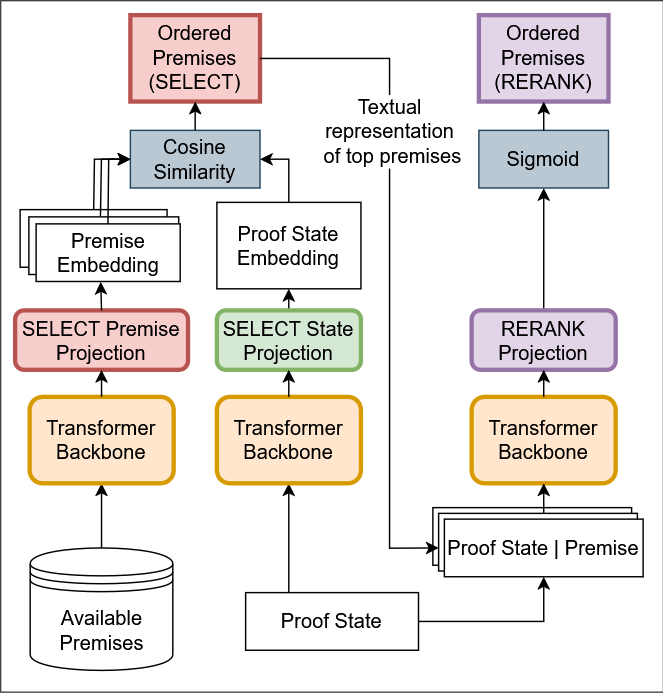 Ordered
Premises
(SELECT)
Ordered
Premises
(RERANK)
Textual
representation
of top premises
Cosine
Similarity
Sigmoid
Premise
Embedding
Proof State
Embedding
SELECT Premise
Projection
SELECT State
Projection
RERANK
Projection
Transformer
Backbone
Transformer
Backbone
Transformer
Backbone
Proof State | Premise
Available
Premises
Proof State